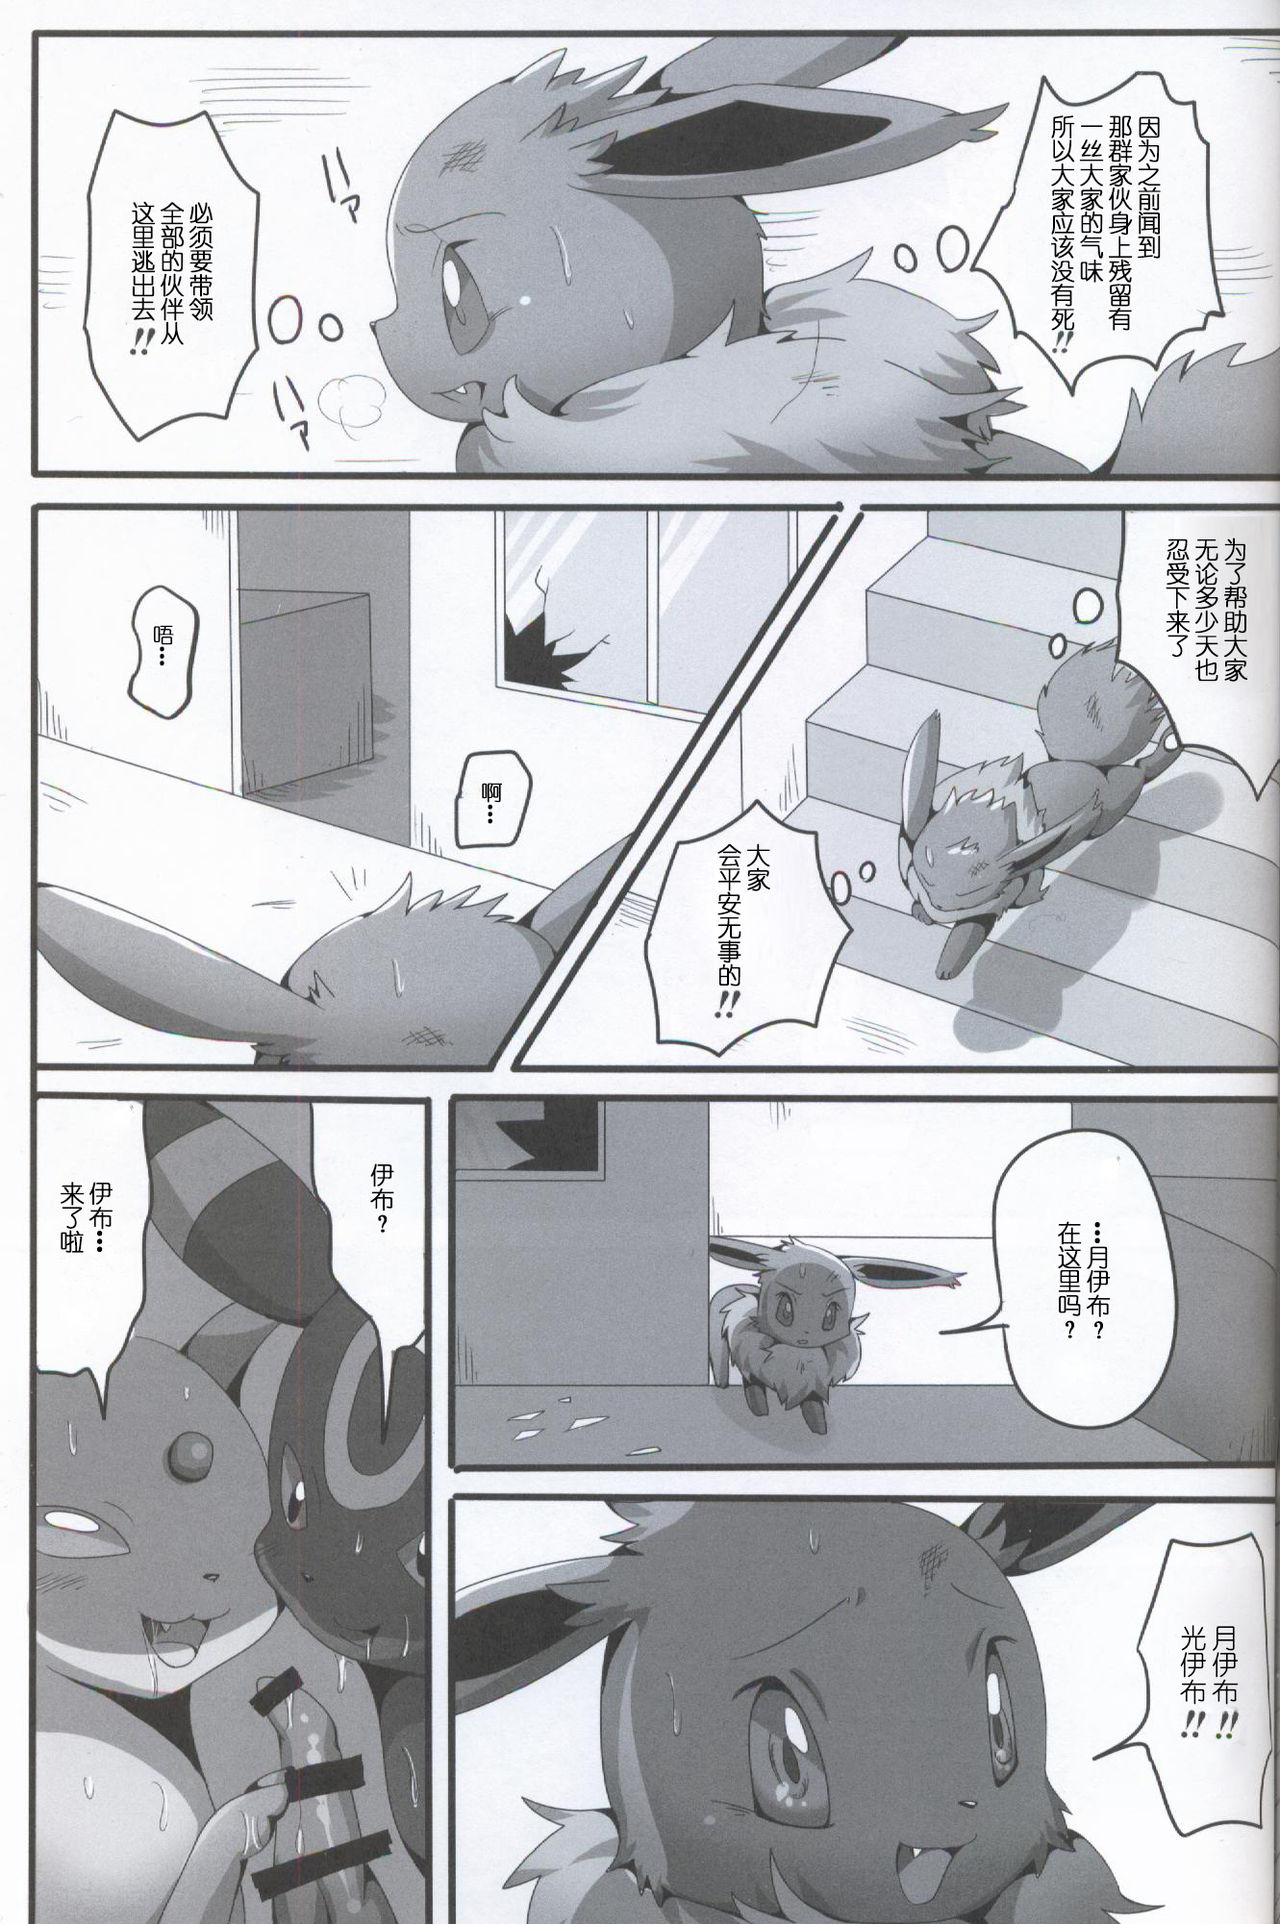 因为之前闻到
那群家伙身上残留有
一丝大家的气味
所以大家应该没有死!!
ハァ
必须要带领
全部的伙伴从
这里逃出去!!
ハァ
为了帮助大家
无论多少天也
忍受下来了
大家
会平安无事的!!
唔…
啊…
…月伊布？
在这里吗？
伊布？
伊布…
来了啦
月伊布!!
光伊布!!